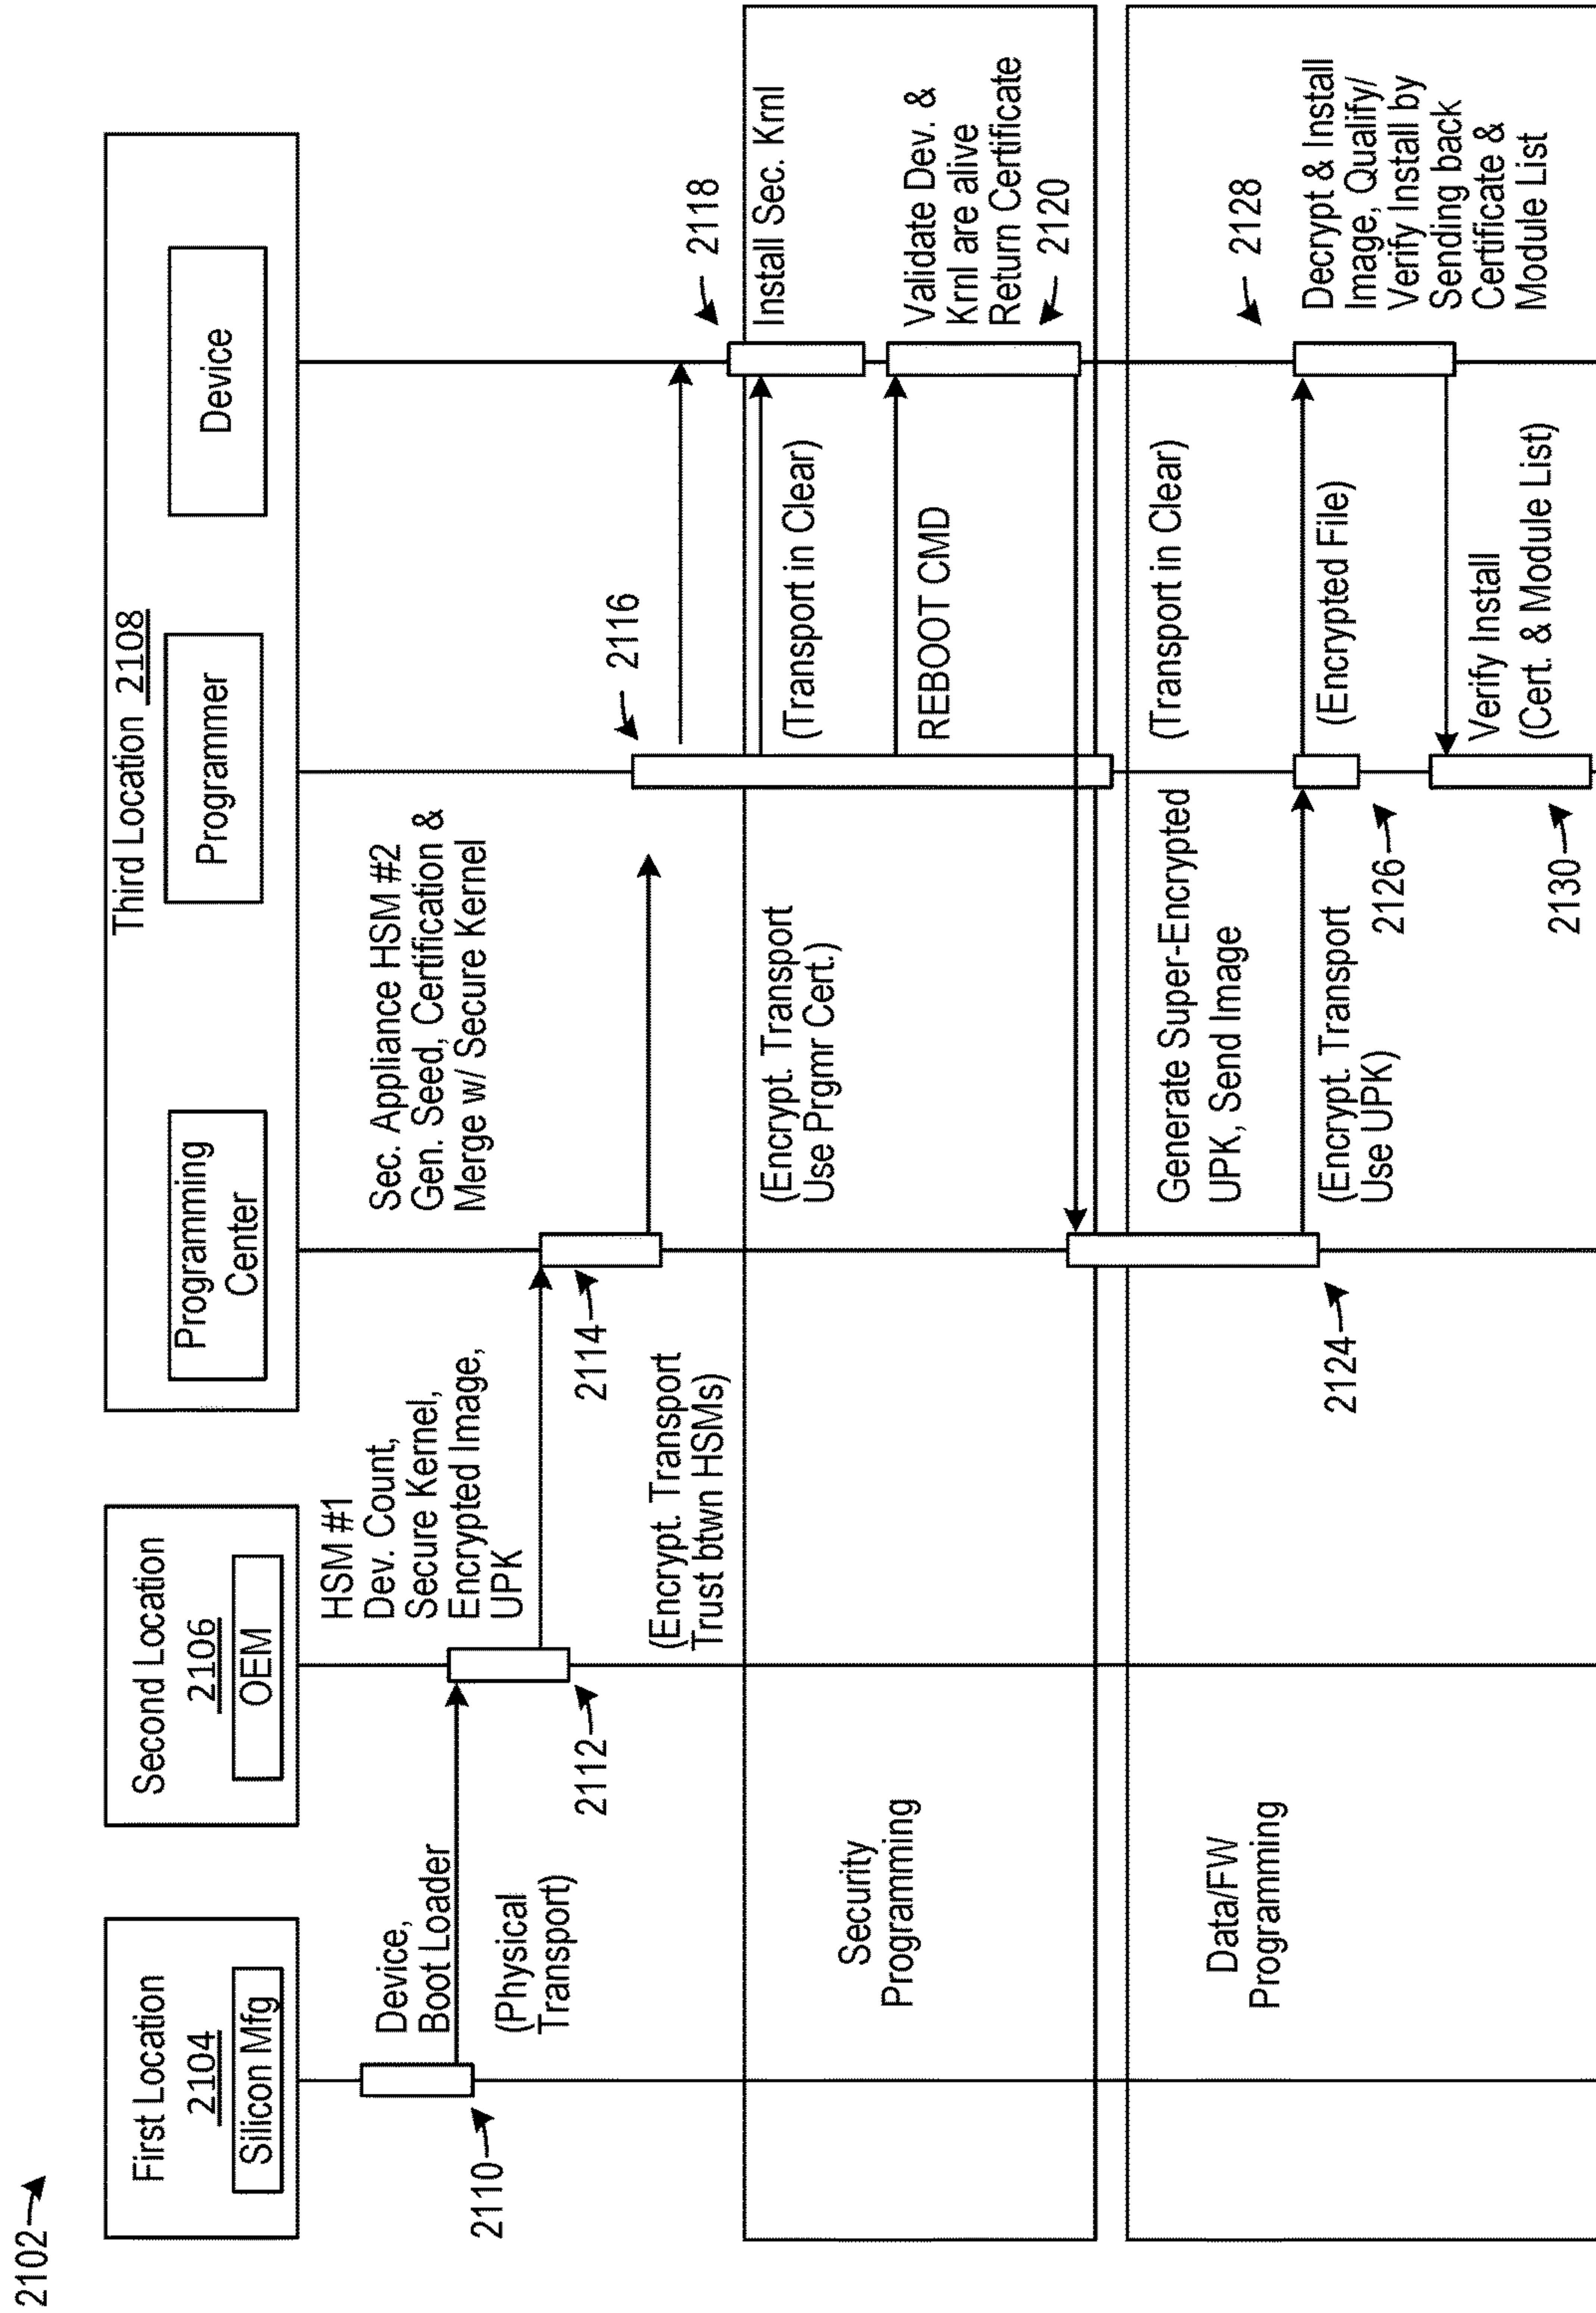 2102
First Location
2104
Silicon Mfg
Second Location
2106
OEM
Third Location 2108
Programming
Center
Programmer
Device
Device,
Boot Loader
(Physical
Transport)
2110
HSM #1
Dev. Count,
Secure Kernel,
Encrypted Image,
UPK
2112
(Encrypt. Transport
Trust btwn HSMs)
Sec. Appliance HSM #2
Gen. Seed, Certification &
Merge w/ Secure Kernel
2114
2116
2118
Security
Programming
(Encrypt. Transport
Use Prgmr Cert.)
(Transport in Clear)
Install Sec. Krnl
REBOOT CMD
Validate Dev. &
Krnl are alive
Return Certificate
2120
Data/FW
Programming
2124
Generate Super-Encrypted
UPK, Send Image
(Encrypt. Transport
Use UPK)
(Transport in Clear)
(Encrypted File)
2126
2128
Decrypt & Install
Image, Qualify/
Verify Install by
Sending back
Certificate &
Module List
Verify Install
(Cert. & Module List)
2130